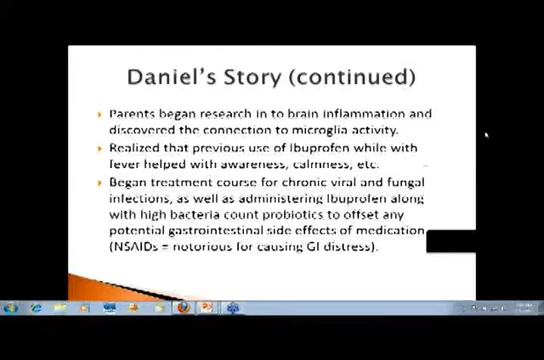 Daniel's Story (continued)
Parents began research in to brain inflammation and
discovered the connection to microglia activity.
Realized that previous use of Ibuprofen while with
fever helped with awareness, calmness, etc.
Began treatment course for chronic viral and fungal
infections, as well as administering Ibuprofen along
with high bacteria count probiotics to offset any
potential gastrointestinal side effects of medication
(NSAIDs = notorious for causing GI distress).